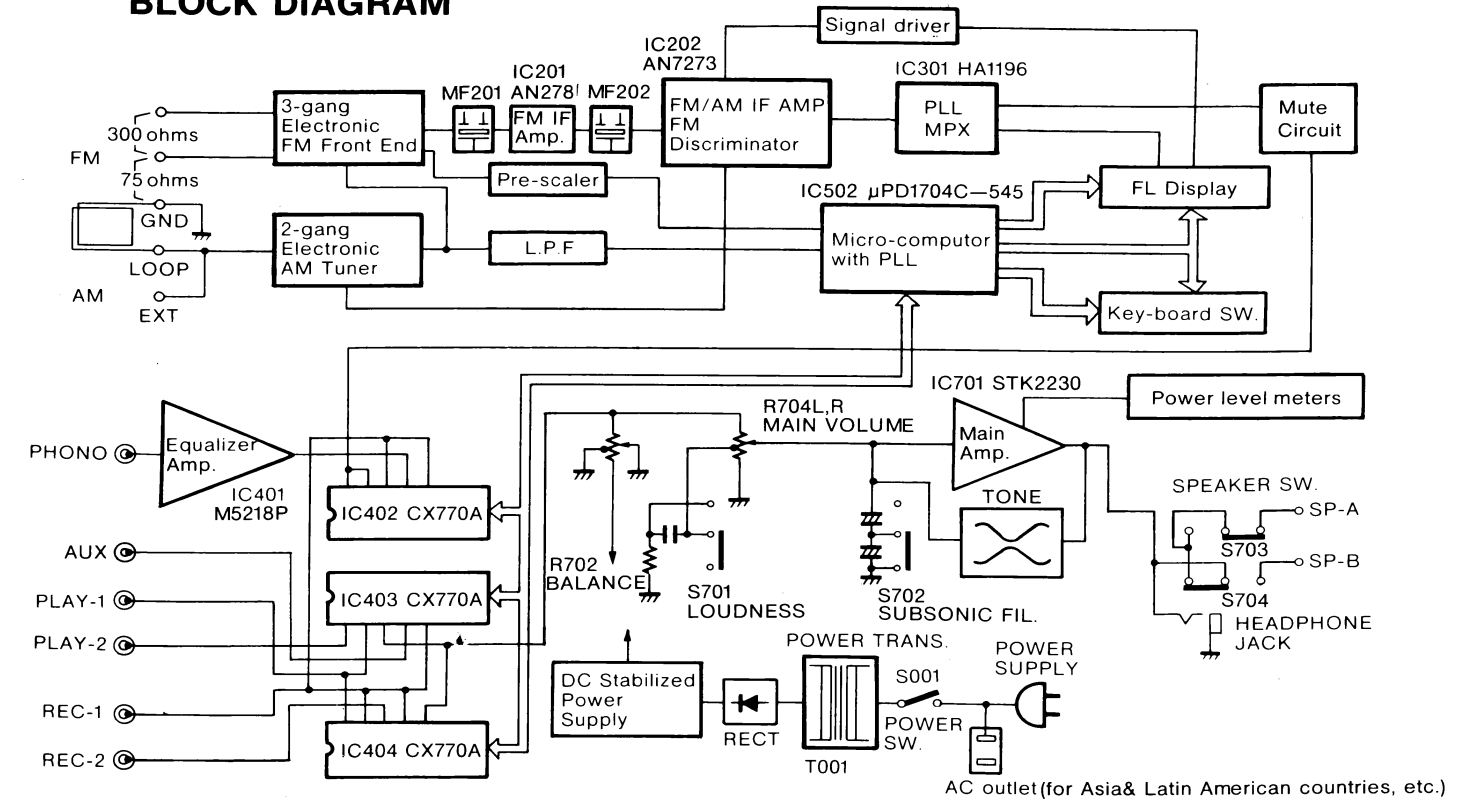 BLOCK DIAGRAM
Signal driver
IC202
AN7273
IC201
AN278
MF201
MF202
IC301 HA1196
3-gang
Electronic
FM Front End
FM IF
Amp.
FM/AM IF AMP
FM
Discriminator
PLL
MPX
Mute
Circuit
300 ohms
FM
75 ohms
GND
LOOP
AM
EXT
Pre-scaler
IC502 μPD1704C—545
FL Display
2-gang
Electronic
AM Tuner
L.P.F
Micro-computor
with PLL
Key-board SW.
IC701 STK2230
Power level meters
R704L,R
MAIN VOLUME
Main
Amp.
PHONO
Equalizer
Amp.
IC401
M5218P
IC402 CX770A
TONE
SPEAKER SW.
SP-A
S703
SP-B
S704
HEADPHONE
JACK
AUX
PLAY-1
PLAY-2
IC403 CX770A
R702
BALANCE
S701
LOUDNESS
S702
SUBSONIC FIL.
REC-1
REC-2
IC404 CX770A
DC Stabilized
Power
Supply
RECT
POWER TRANS.
T001
S001
POWER
SW.
POWER
SUPPLY
AC outlet(for Asia& Latin American countries, etc.)